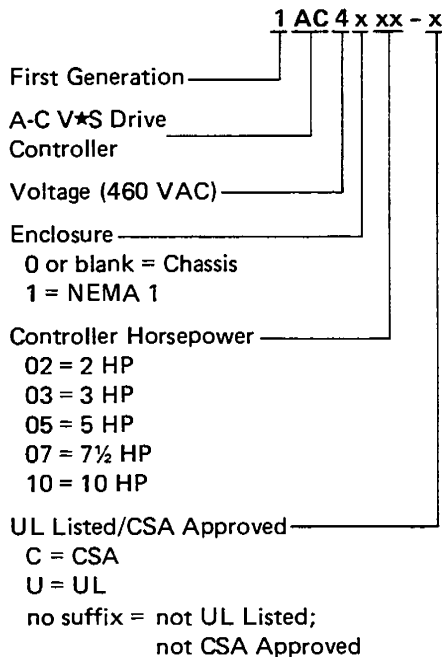 1 AC 4 x xx - x
First Generation
A-C V★S Drive
Controller
Voltage (460 VAC)
Enclosure
0 or blank = Chassis
1 = NEMA 1
Controller Horsepower
02 = 2 HP
03 = 3 HP
05 = 5 HP
07 = 7½ HP
10 = 10 HP
UL Listed/CSA Approved
C = CSA
U = UL
no suffix = not UL Listed;
not CSA Approved